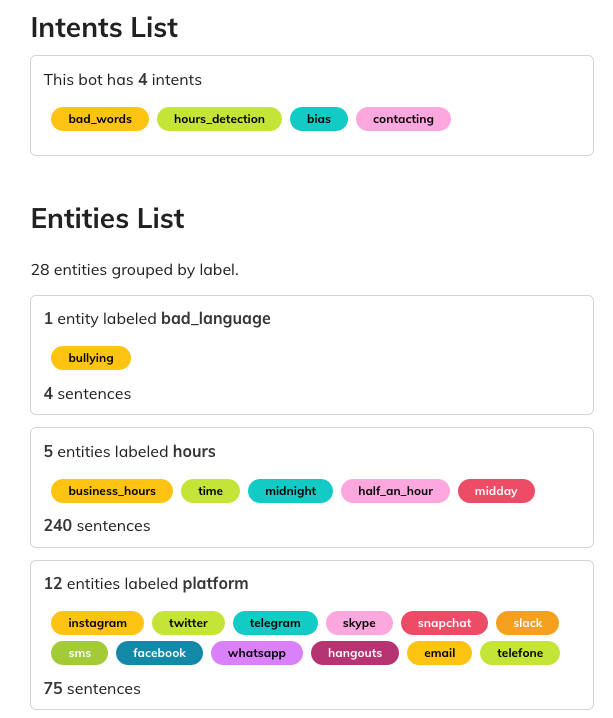 Intents List
This bot has 4 intents
bad_words hours_detection bias contacting
Entities List
28 entities grouped by label.
1 entity labeled bad_language
bullying
4 sentences
5 entities labeled hours
business_hours time midnight half_an_hour midday
240 sentences
12 entities labeled platform
instagram twitter telegram skype snapchat slack
sms facebook whatsapp hangouts email telefone
75 sentences